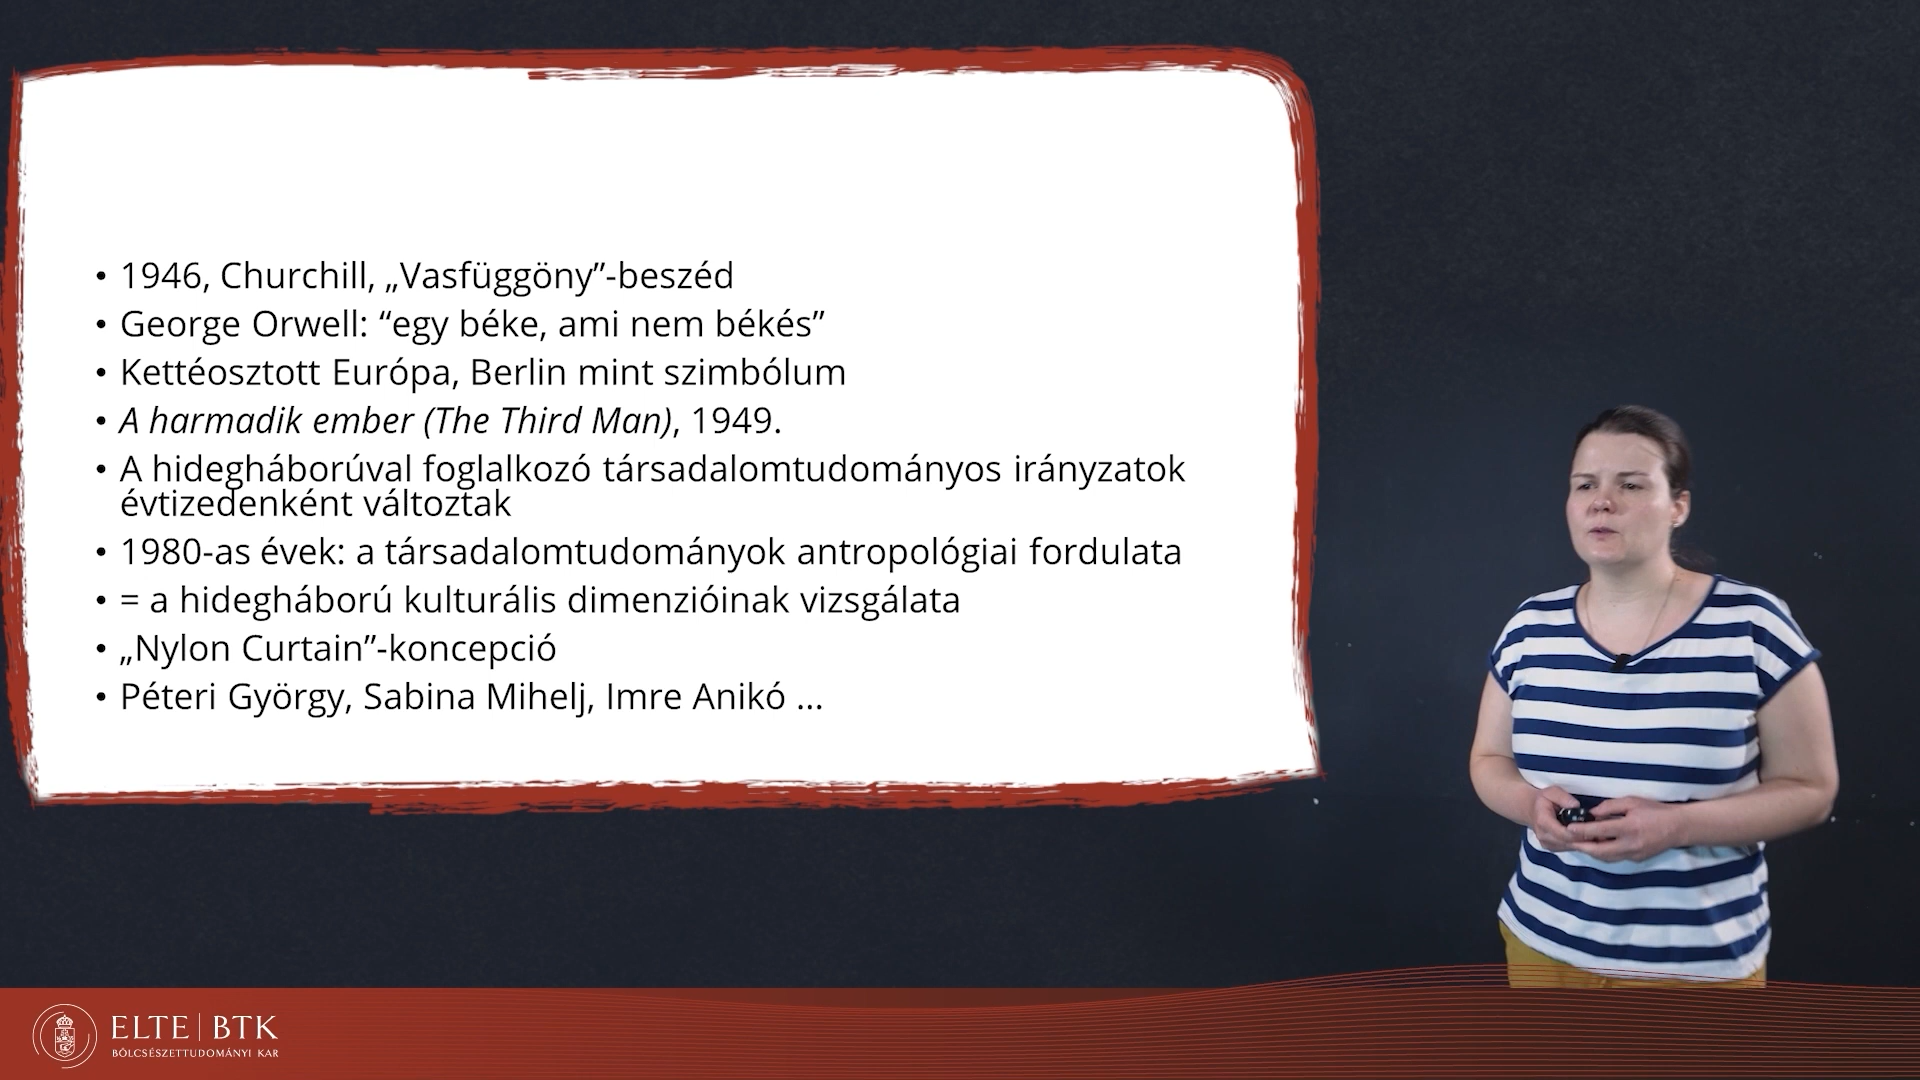 • 1946, Churchill, „Vasfüggöny”-beszéd
• George Orwell: “egy béke, ami nem békés”
• Kettéosztott Európa, Berlin mint szimbólum
• A harmadik ember (The Third Man), 1949.
• A hidegháborúval foglalkozó társadalomtudományos irányzatok
évtizedenként változtak
• 1980-as évek: a társadalomtudományok antropológiai fordulata
• = a hidegháború kulturális dimenzióinak vizsgálata
• „Nylon Curtain”-koncepció
• Péteri György, Sabina Mihelj, Imre Anikó ...
ELTE | BTK
BÖLCSÉSZETTUDOMÁNYI KAR